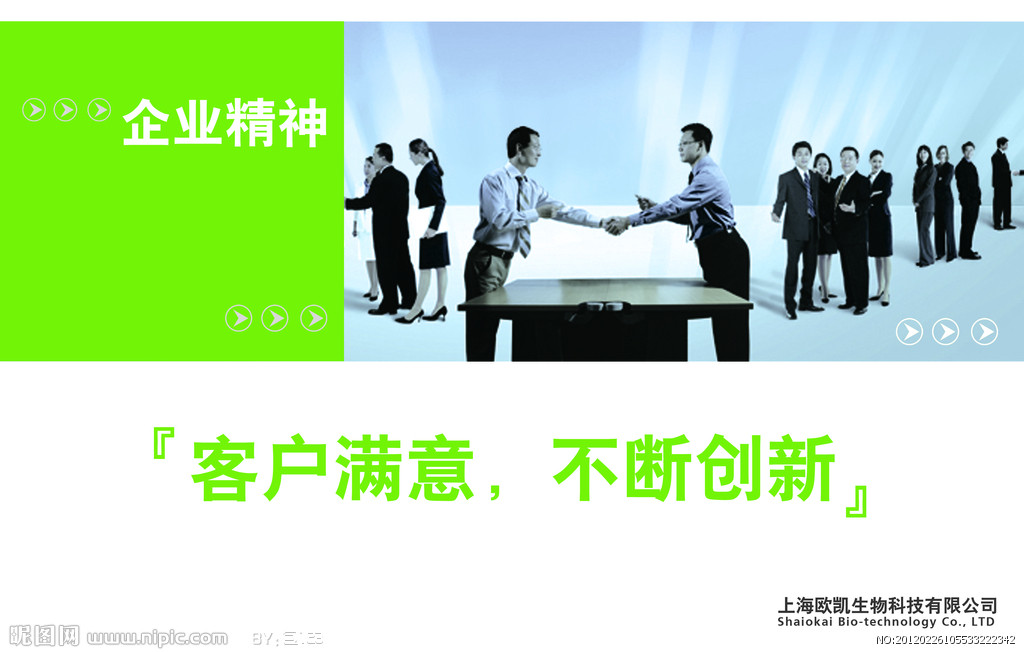 企业精神
『客户满意，不断创新』
上海欧凯生物科技有限公司
Shaiokai Bio-technology Co., LTD
昵图网 www.nipic.com
NO:20120226105533222342